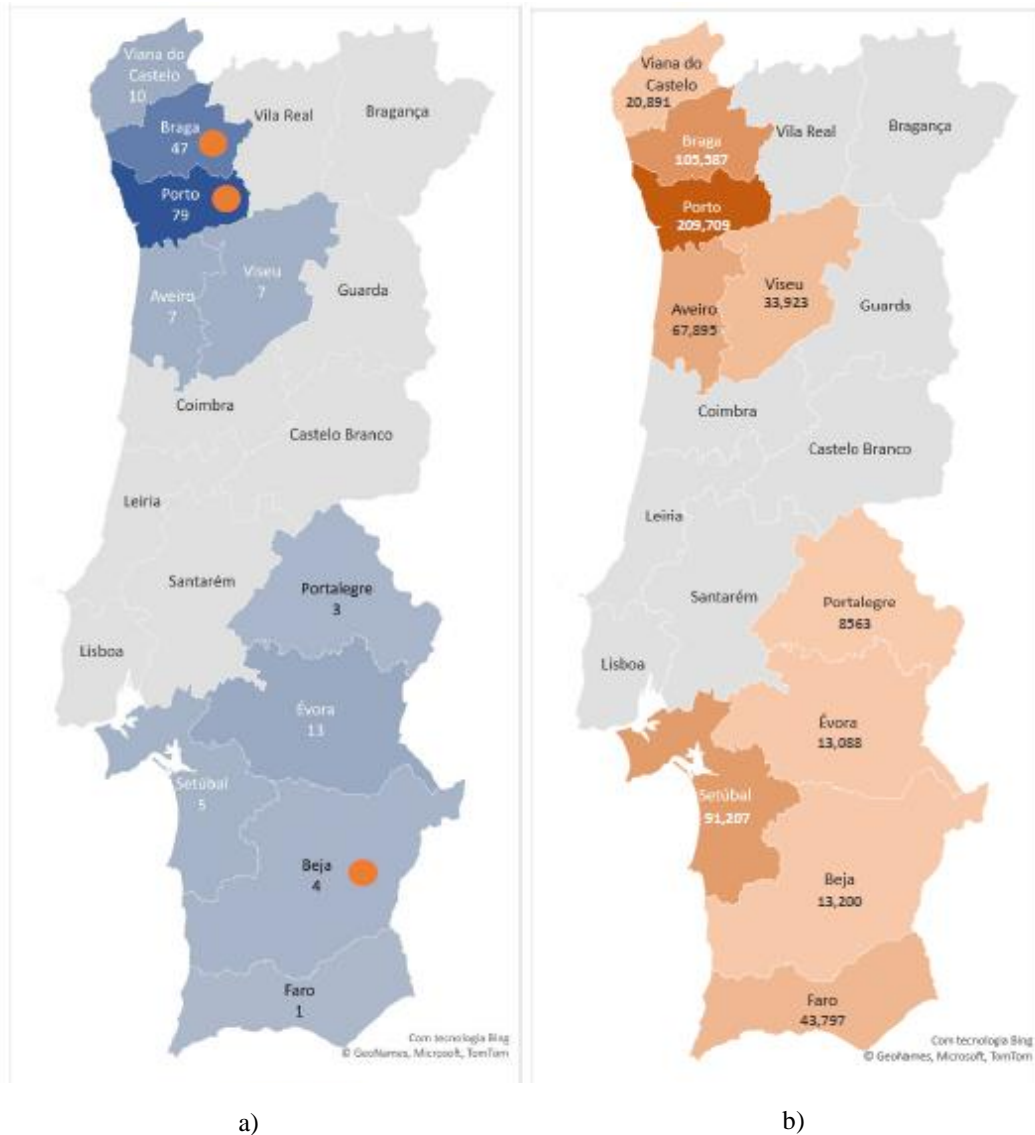 Viana do
Castelo
10
Braga
47
Vila Real
Bragança
Porto
79
Viseu
7
Aveiro
7
Guarda
Coimbra
Castelo Branco
Leiria
Santarém
Portalegre
3
Lisboa
Évora
13
Setúbal
5
Beja
4
Faro
1
Com tecnologia Bing
© GeoNames, Microsoft, TomTom
a)
Viana do
Castelo
20,891
Braga
105,587
Vila Real
Bragança
Porto
209,709
Viseu
33,923
Aveiro
67,895
Guarda
Coimbra
Castelo Branco
Leiria
Santarém
Portalegre
8563
Lisboa
Évora
13,088
Setúbal
91,207
Beja
13,200
Faro
43,797
Com tecnologia Bing
© GeoNames, Microsoft, TomTom
b)